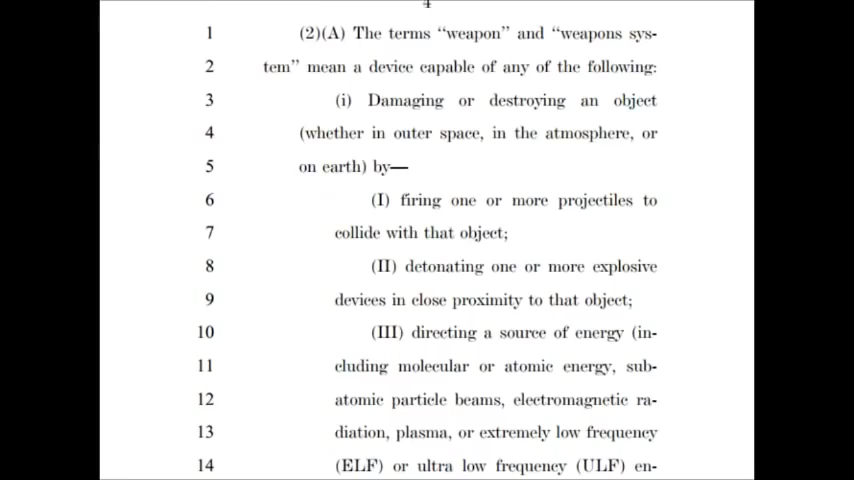 4
1 (2)(A) The terms “weapon” and “weapons sys-
2 tem” mean a device capable of any of the following:
3 (i) Damaging or destroying an object
4 (whether in outer space, in the atmosphere, or
5 on earth) by—
6 (I) firing one or more projectiles to
7 collide with that object;
8 (II) detonating one or more explosive
9 devices in close proximity to that object;
10 (III) directing a source of energy (in-
11 cluding molecular or atomic energy, sub-
12 atomic particle beams, electromagnetic ra-
13 diation, plasma, or extremely low frequency
14 (ELF) or ultra low frequency (ULF) en-